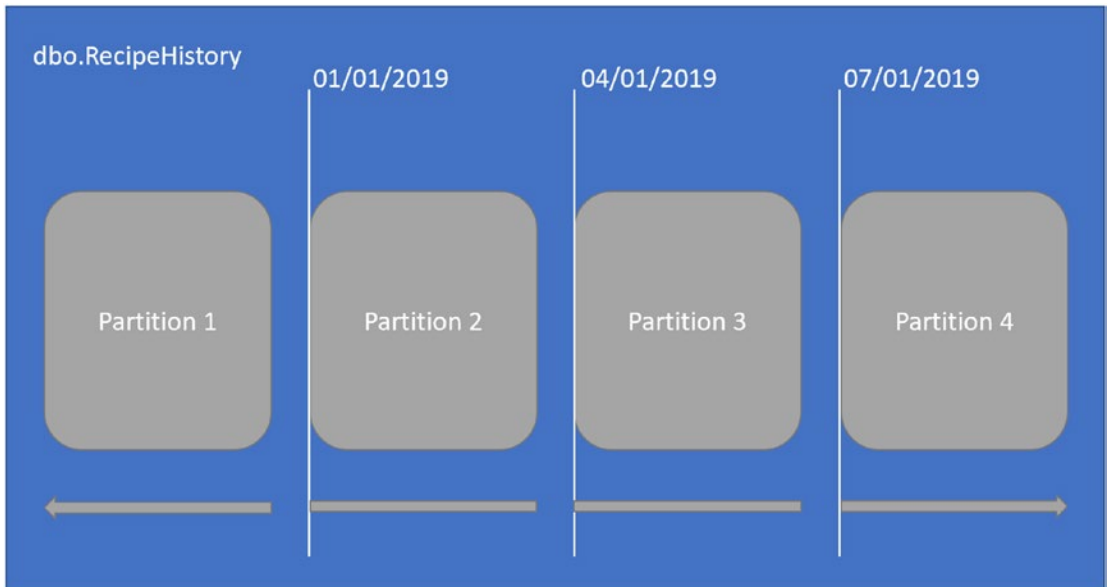 dbo.RecipeHistory
01/01/2019
04/01/2019
07/01/2019
Partition 1
Partition 2
Partition 3
Partition 4